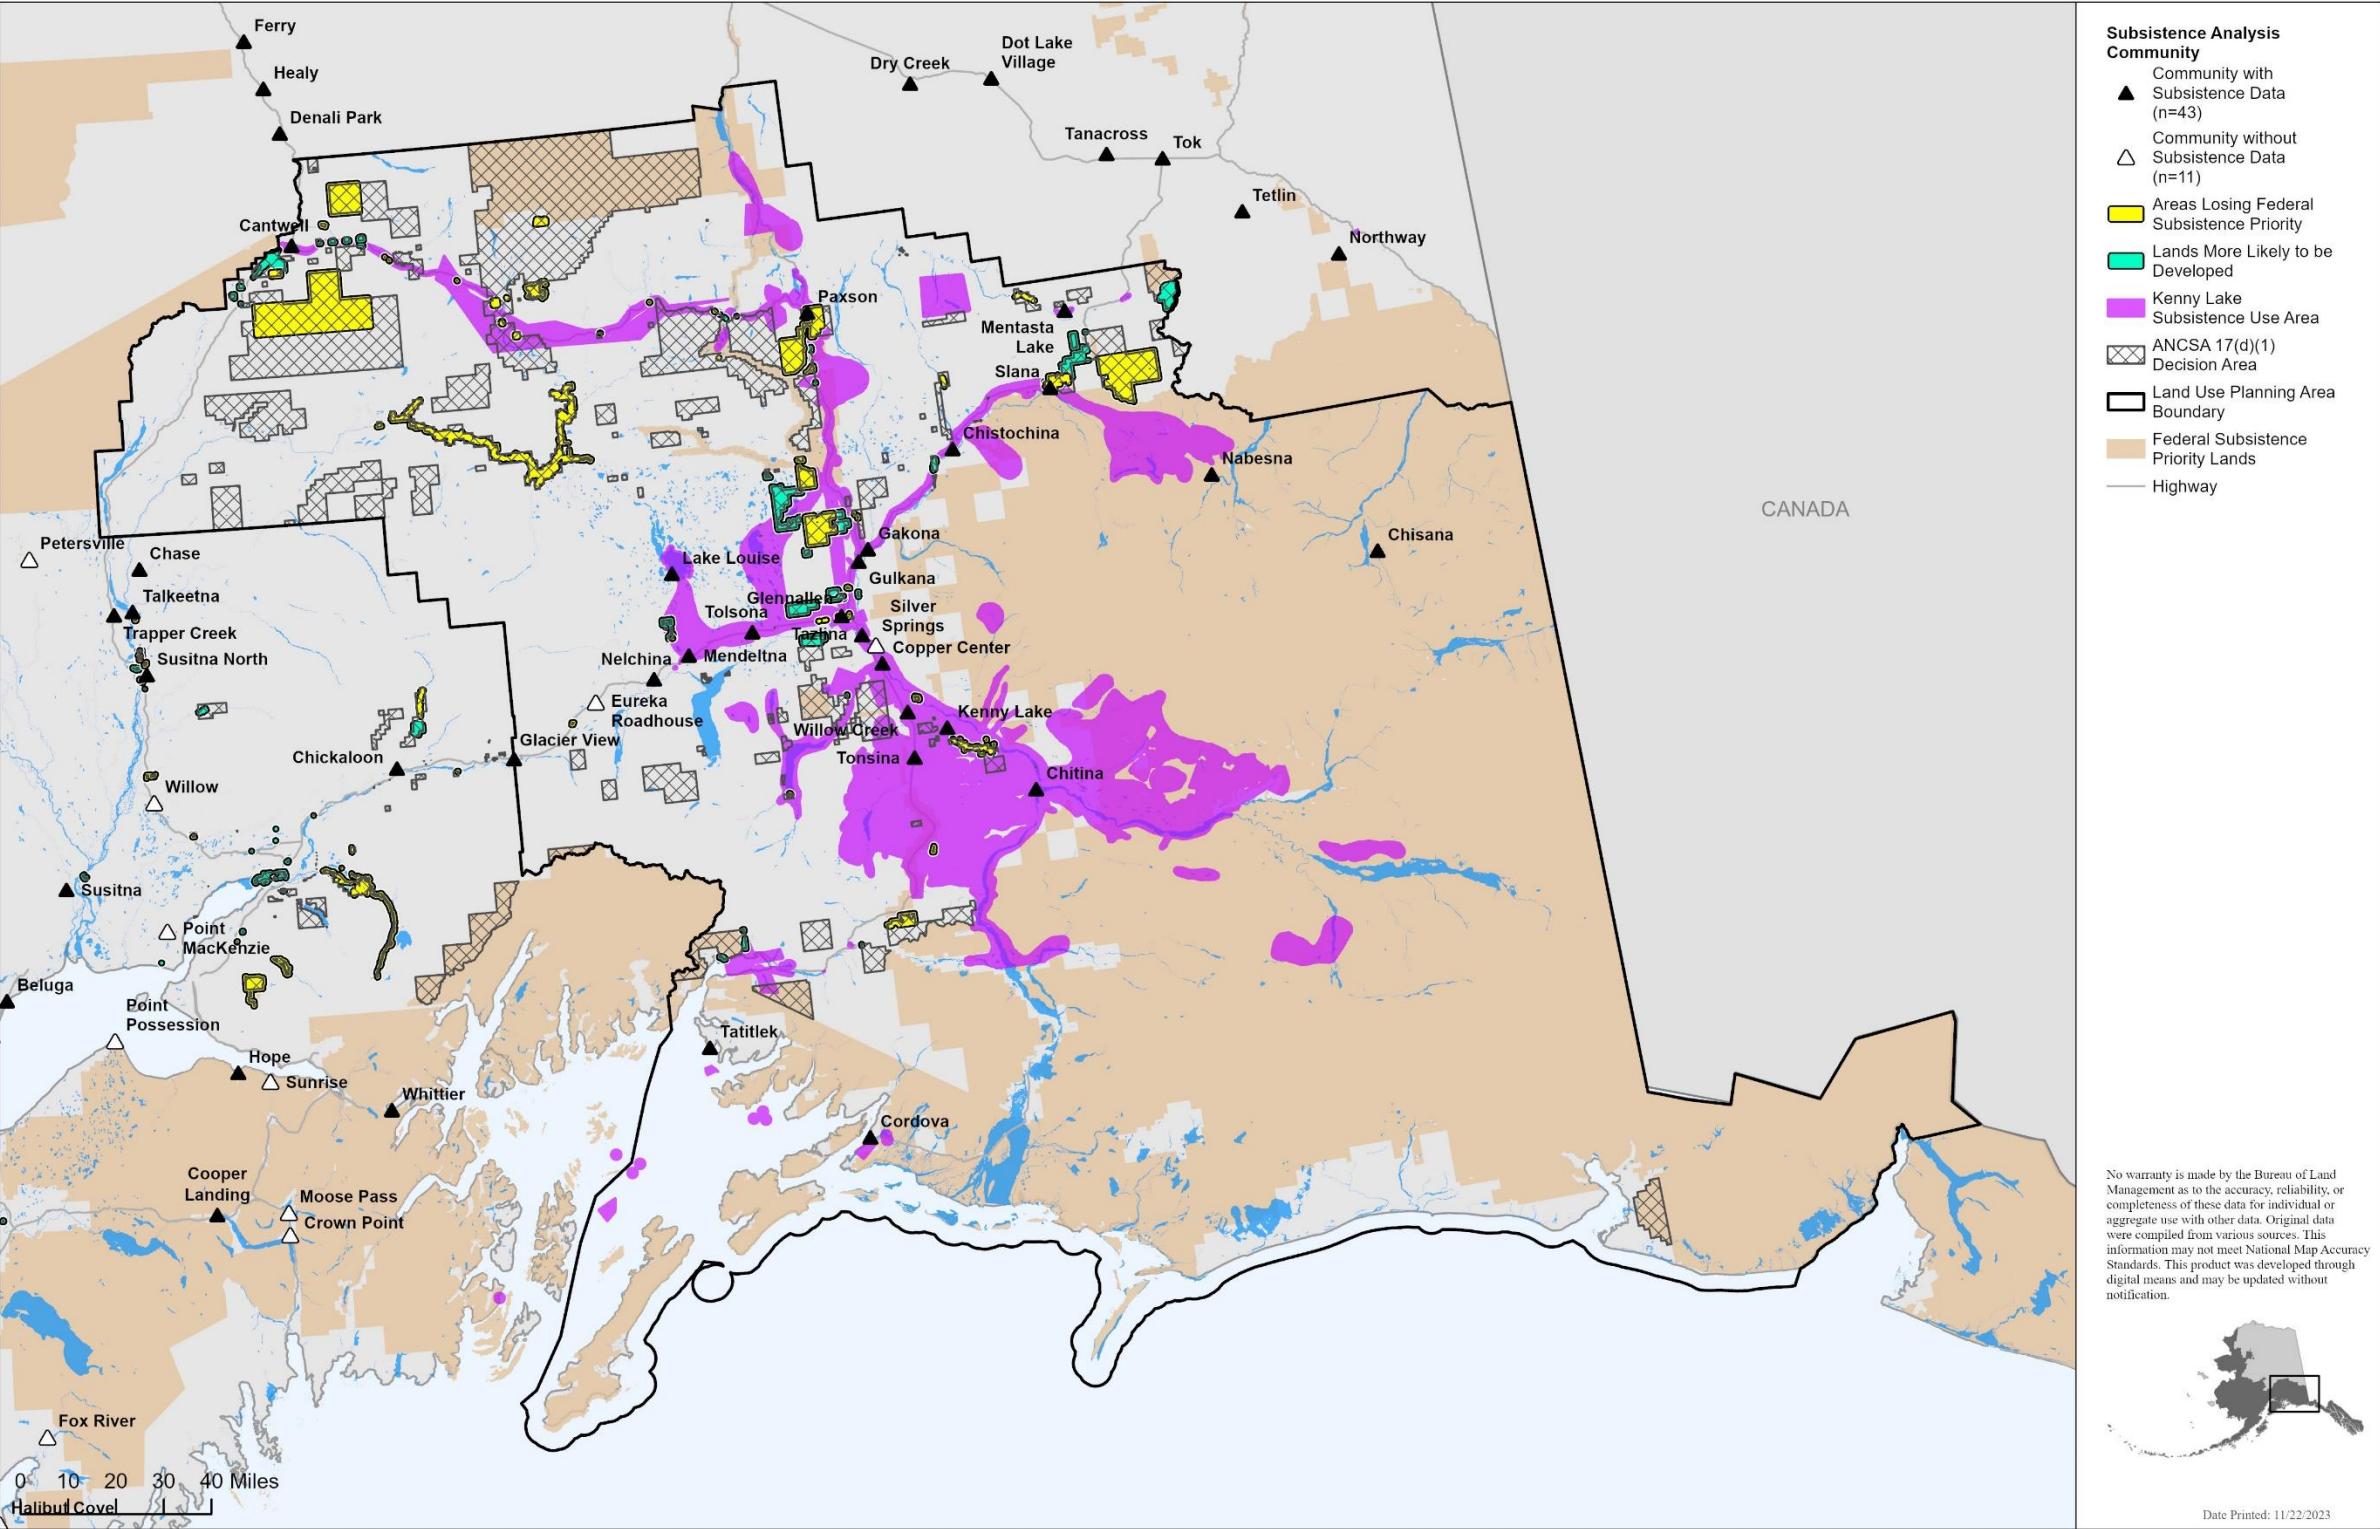 Ferry
Healy
Denali Park
Dry Creek
Dot Lake
Village
Tanacross
Tok
Tetlin
Northway
Cantwell
Paxson
Mentasta
Lake
Slana
Chistochina
Nabesna
CANADA
Petersville
Chase
Gakona
Chisana
Lake Louise
Gulkana
Talkeetna
Glennallen
Tolsona
Silver
Springs
Trapper Creek
Tazlina
Copper Center
Susitna North
Nelchina
Mendeltna
Eureka
Roadhouse
Kenny Lake
Willow Creek
Glacier View
Chickaloon
Tonsina
Chitina
Willow
Susitna
Point
MacKenzie
Beluga
Point
Possession
Tatitlek
Hope
Sunrise
Whittier
Cordova
Cooper
Landing
Moose Pass
Crown Point
Fox River
0 10 20 30 40 Miles
Halibut Cove
Subsistence Analysis
Community
Community with
Subsistence Data
(n=43)
Community without
Subsistence Data
(n=11)
Areas Losing Federal
Subsistence Priority
Lands More Likely to be
Developed
Kenny Lake
Subsistence Use Area
ANCSA 17(d)(1)
Decision Area
Land Use Planning Area
Boundary
Federal Subsistence
Priority Lands
Highway
No warranty is made by the Bureau of Land
Management as to the accuracy, reliability, or
completeness of these data for individual or
aggregate use with other data. Original data
were compiled from various sources. This
information may not meet National Map Accuracy
Standards. This product was developed through
digital means and may be updated without
notification.
Date Printed: 11/22/2023